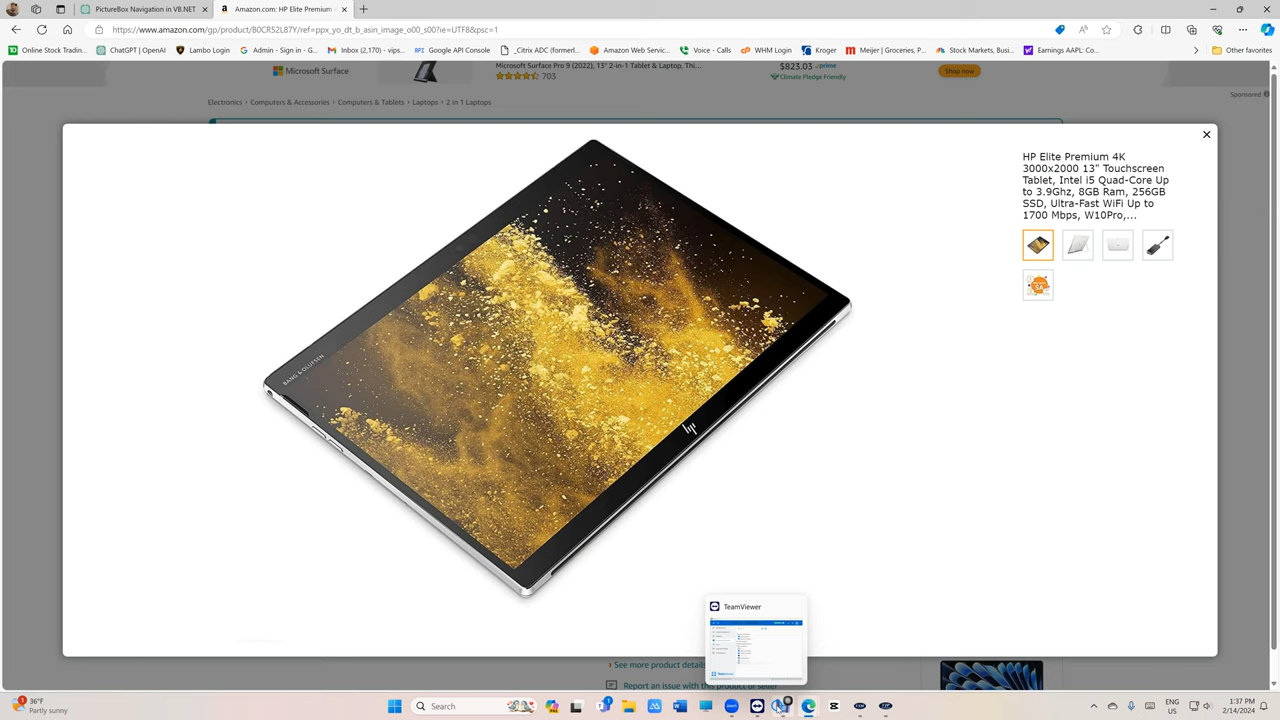 PictureBox Navigation in VB.NET
Amazon.com: HP Elite Premium
https://www.amazon.com/gp/product/B0CR52L87Y/ref=ppx_yo_dt_b_asin_image_o00_s00?ie=UTF8&psc=1
Online Stock Tradin...
ChatGPT | OpenAI
Lambo Login
Admin - Sign in - G...
Inbox (2,170) - vips...
API Google API Console
_Citrix ADC (formerl...
Amazon Web Servic...
Voice - Calls
WHM Login
Kroger
Meijer | Groceries, P...
Stock Markets, Busi...
Earnings AAPL: Co...
Other favorites
Microsoft Surface
Microsoft Surface Pro 9 (2022), 13" 2-in-1 Tablet & Laptop, Thi...
703
$823.03 prime
Climate Pledge Friendly
Shop now
Sponsored
Electronics › Computers & Accessories › Computers & Tablets › Laptops › 2 in 1 Laptops
HP Elite Premium 4K
3000x2000 13" Touchscreen
Tablet, Intel i5 Quad-Core Up
to 3.9Ghz, 8GB Ram, 256GB
SSD, Ultra-Fast WiFi Up to
1700 Mbps, W10Pro,...
BANG & OLUFSEN
hp
TeamViewer
› See more product details
Report an issue with this product or seller
36°F
Partly sunny
Search
ENG
US
1:37 PM
2/14/2024